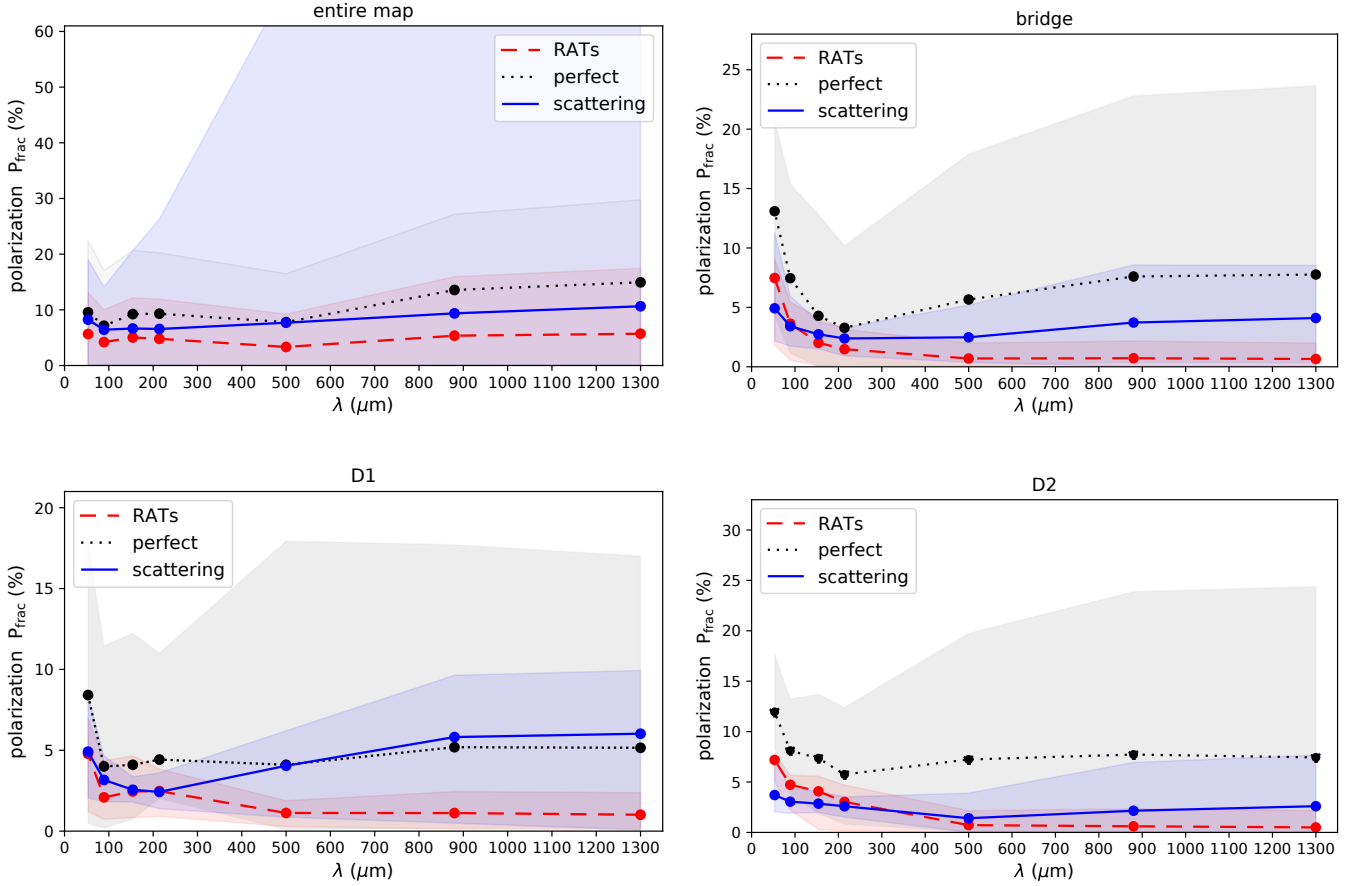 entire map
polarization P_frac (%)
60
50
40
30
20
10
0
RATs
perfect
scattering
0 100 200 300 400 500 600 700 800 900 1000 1100 1200 1300
λ (μm)
bridge
polarization P_frac (%)
25
20
15
10
5
0
RATs
perfect
scattering
0 100 200 300 400 500 600 700 800 900 1000 1100 1200 1300
λ (μm)
D1
polarization P_frac (%)
20
15
10
5
0
RATs
perfect
scattering
0 100 200 300 400 500 600 700 800 900 1000 1100 1200 1300
λ (μm)
D2
polarization P_frac (%)
30
25
20
15
10
5
0
RATs
perfect
scattering
0 100 200 300 400 500 600 700 800 900 1000 1100 1200 1300
λ (μm)